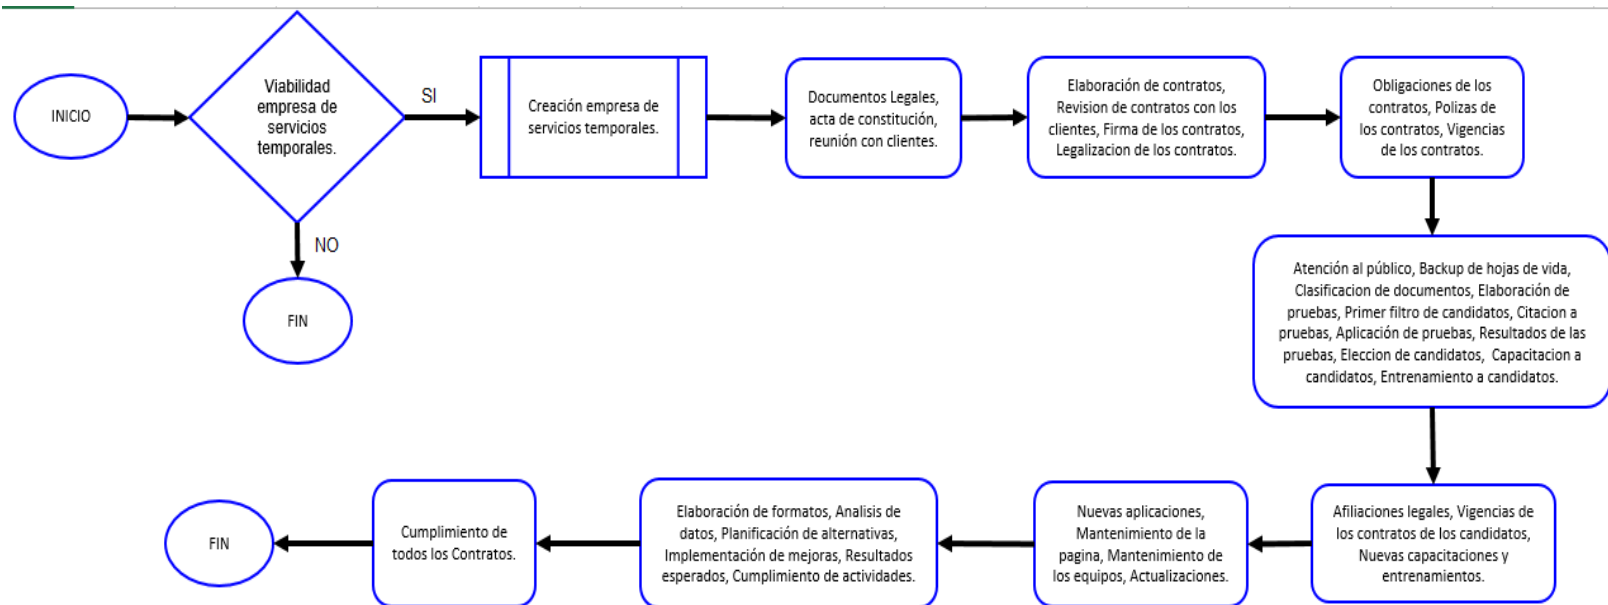 INICIO
Viabilidad
empresa de
servicios
temporales.
SI
NO
FIN
Creación empresa de
servicios temporales.
Documentos Legales,
acta de constitución,
reunión con clientes.
Elaboración de contratos,
Revision de contratos con los
clientes, Firma de los contratos,
Legalizacion de los contratos.
Obligaciones de los
contratos, Polizas de
los contratos, Vigencias
de los contratos.
Atención al público, Backup de hojas de vida,
Clasificacion de documentos, Elaboración de
pruebas, Primer filtro de candidatos, Citacion a
pruebas, Aplicación de pruebas, Resultados de las
pruebas, Eleccion de candidatos, Capacitacion a
candidatos, Entrenamiento a candidatos.
Afiliaciones legales, Vigencias de
los contratos de los candidatos,
Nuevas capacitaciones y
entrenamientos.
Nuevas aplicaciones,
Mantenimiento de la
pagina, Mantenimiento de
los equipos, Actualizaciones.
Elaboración de formatos, Analisis de
datos, Planificación de alternativas,
Implementación de mejoras, Resultados
esperados, Cumplimiento de actividades.
Cumplimiento de
todos los Contratos.
FIN